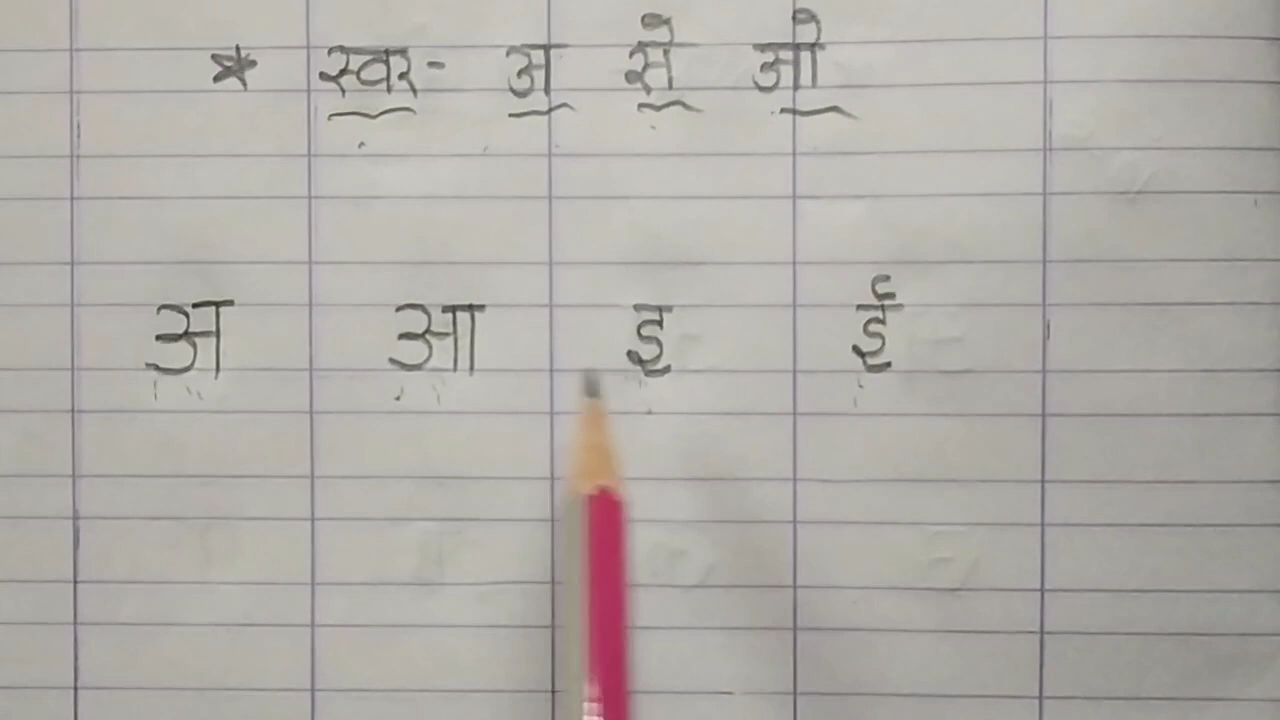 * स्वर- अ से ओ
अ आ इ ई